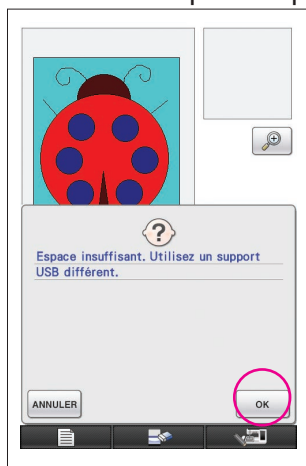 ?
Espace insuffisant. Utilisez un support
USB différent.
ANNULER
OK